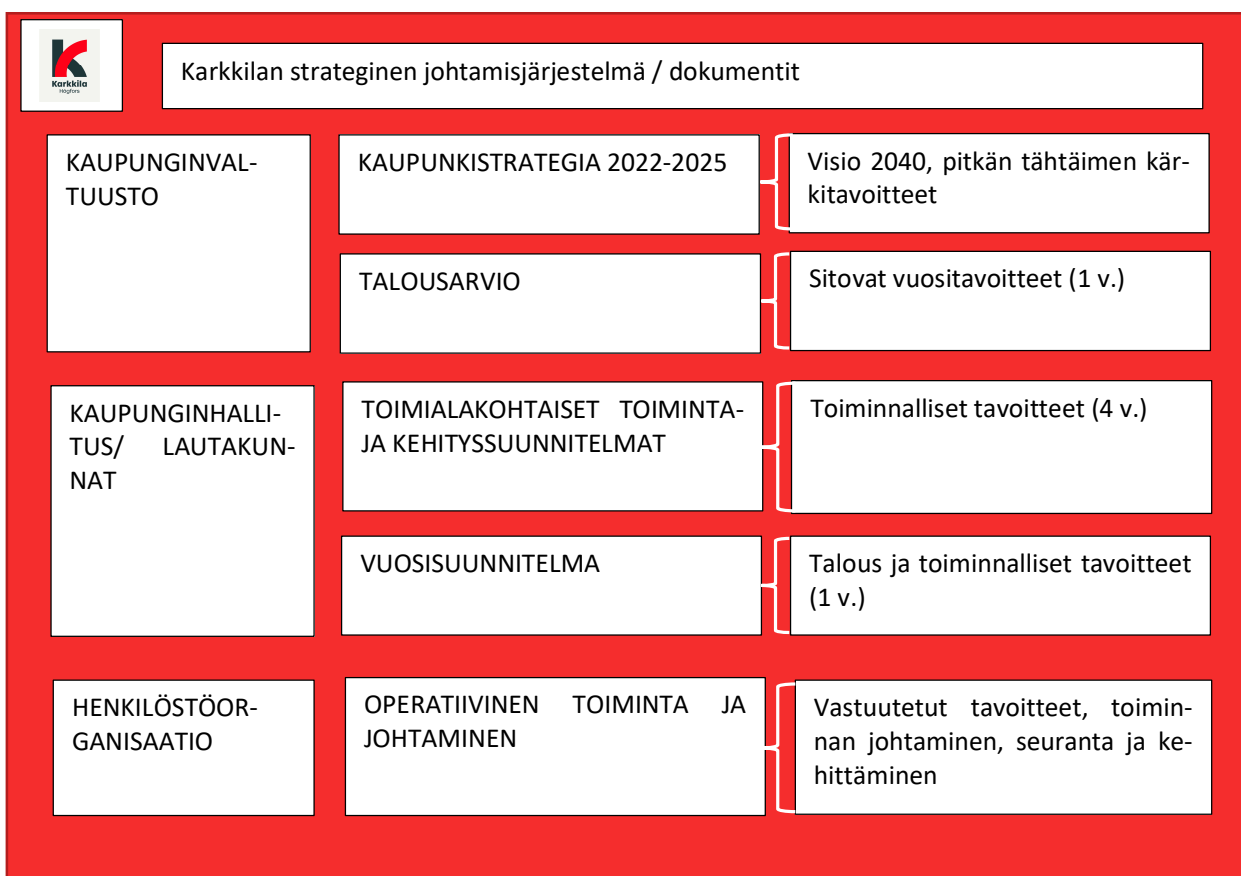 Karkkila
Högfors
Karkkilan strateginen johtamisjärjestelmä / dokumentit
KAUPUNGINVAL-
TUUSTO
KAUPUNKISTRATEGIA 2022-2025
Visio 2040, pitkän tähtäimen kär-
kitavoitteet
TALOUSARVIO
Sitovat vuositavoitteet (1 v.)
KAUPUNGINHALLI-
TUS/ LAUTAKUN-
NAT
TOIMIALAKOHTAISET TOIMINTA-
JA KEHITYSSUUNNITELMAT
Toiminnalliset tavoitteet (4 v.)
VUOSISUUNNITELMA
Talous ja toiminnalliset tavoitteet
(1 v.)
HENKILÖSTÖOR-
GANISAATIO
OPERATIIVINEN TOIMINTA JA
JOHTAMINEN
Vastuutetut tavoitteet, toimin-
nan johtaminen, seuranta ja ke-
hittäminen